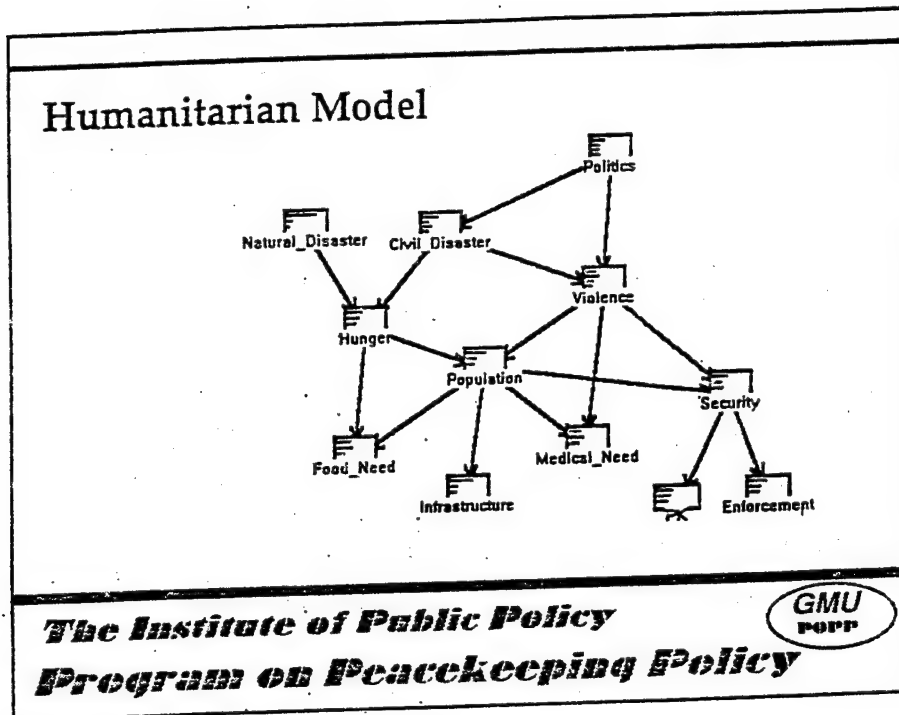 Humanitarian Model
Politics
Natural_Disaster
Civil_Disaster
Violence
Hunger
Population
Security
Food_Need
Medical_Need
Infrastructure
Enforcement
The Institute of Public Policy
GMU
POPP
Program on Peacekeeping Policy